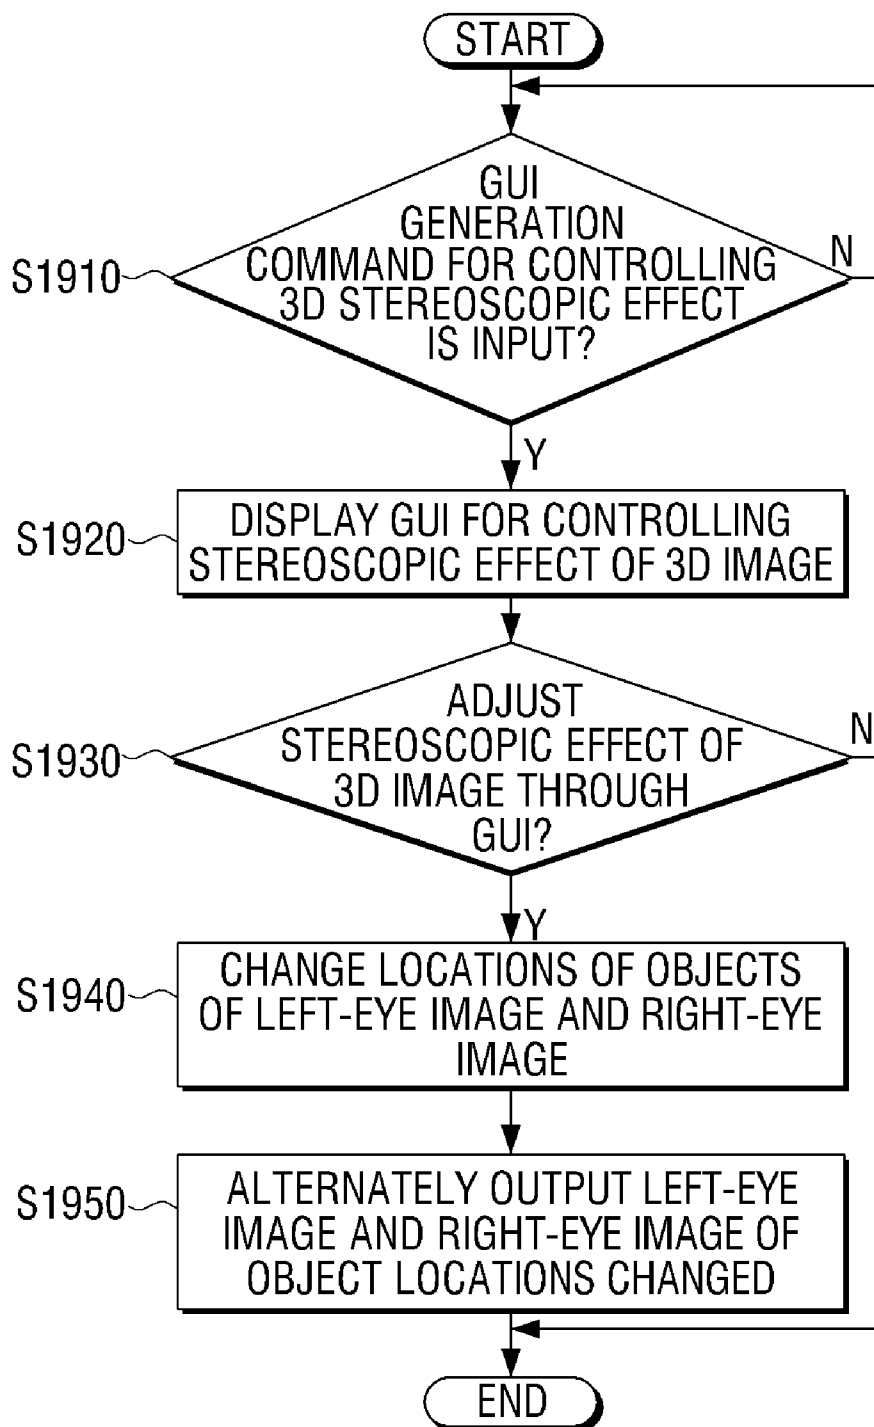 START
GUI
GENERATION
COMMAND FOR CONTROLLING
3D STEREOSCOPIC EFFECT
IS INPUT?
N
S1910
Y
DISPLAY GUI FOR CONTROLLING
STEREOSCOPIC EFFECT OF 3D IMAGE
S1920
ADJUST
STEREOSCOPIC EFFECT OF
3D IMAGE THROUGH
GUI?
N
S1930
Y
CHANGE LOCATIONS OF OBJECTS
OF LEFT-EYE IMAGE AND RIGHT-EYE
IMAGE
S1940
ALTERNATELY OUTPUT LEFT-EYE
IMAGE AND RIGHT-EYE IMAGE OF
OBJECT LOCATIONS CHANGED
S1950
END